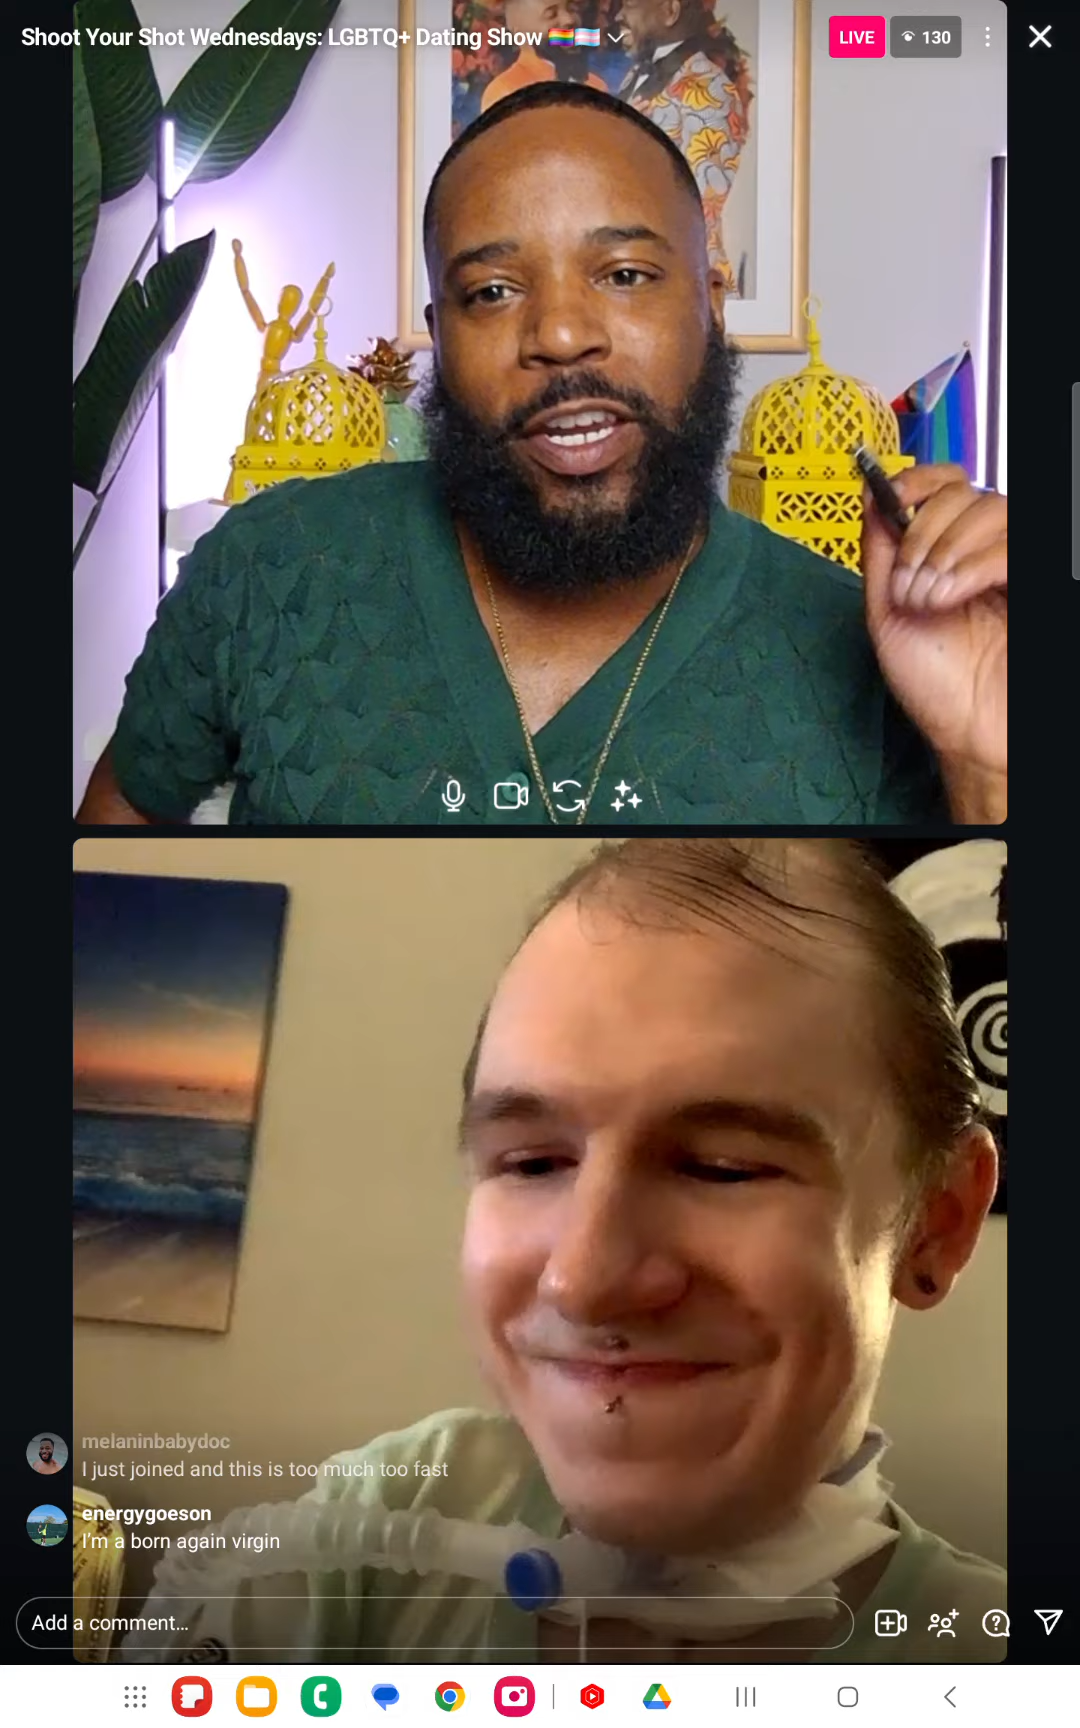 Shoot Your Shot Wednesdays: LGBTQ+ Dating Show 🏳️‍🌈🏳️‍⚧️
LIVE
130
melaninbabydoc
I just joined and this is too much too fast
energygoeson
I'm a born again virgin
Add a comment...